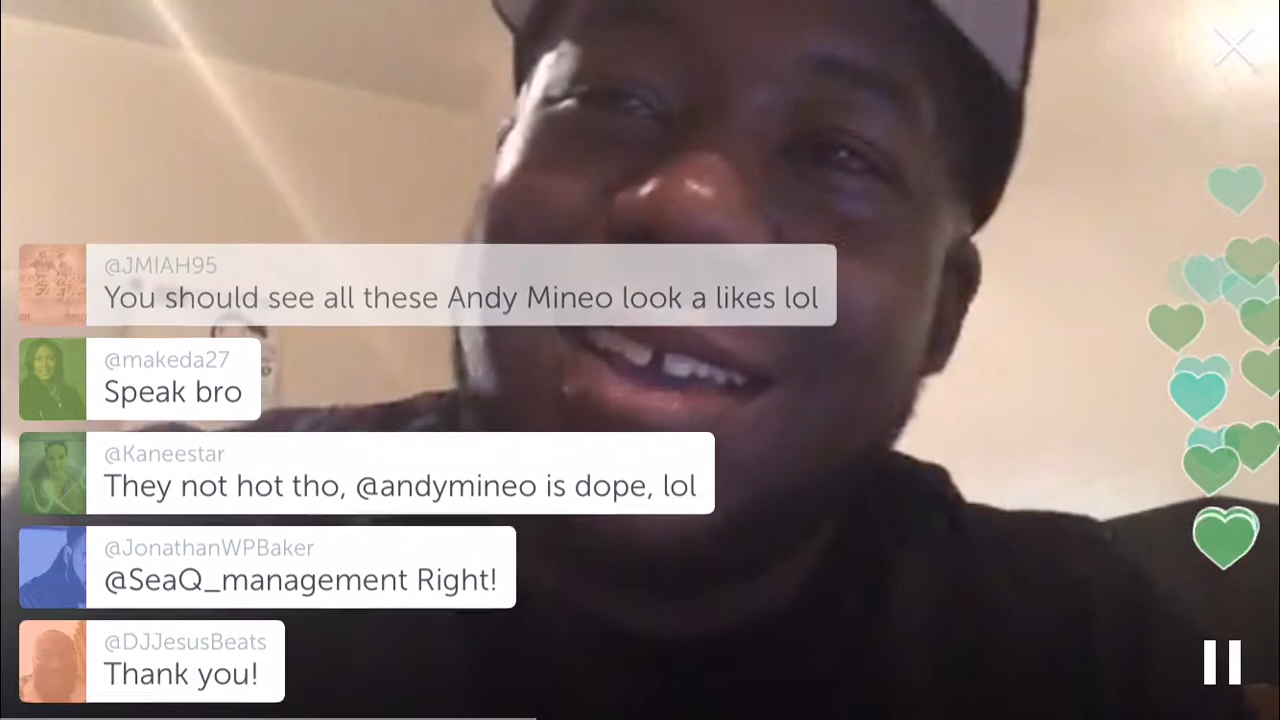 @JMIAH95
You should see all these Andy Mineo look a likes lol
@makeda27
Speak bro
@Kaneestar
They not hot tho, @andymineo is dope, lol
@JonathanWPBaker
@SeaQ_management Right!
@DJJesusBeats
Thank you!